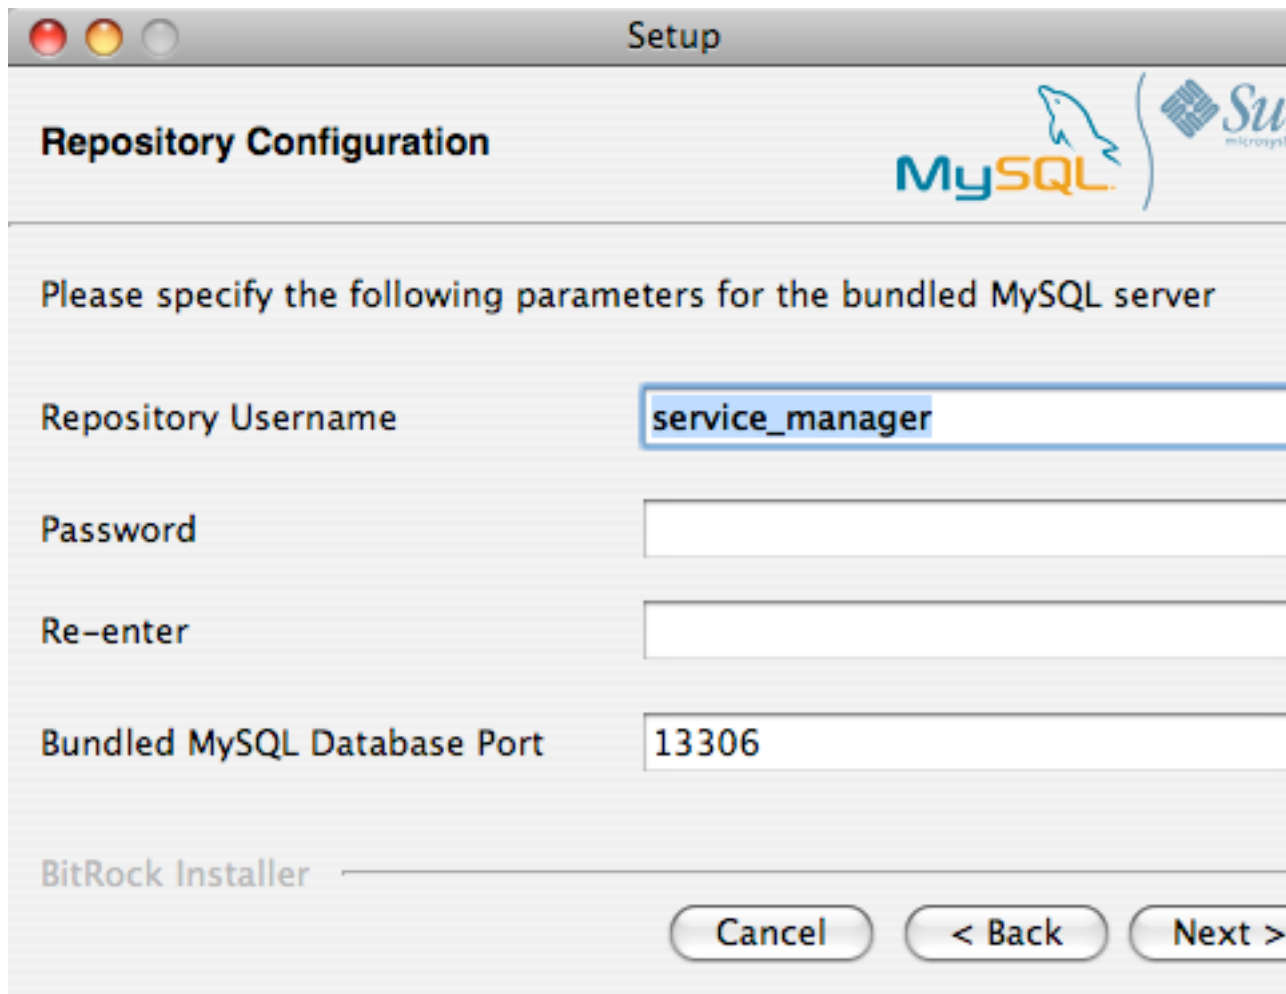 Setup
Repository Configuration
MySQL
Su
Please specify the following parameters for the bundled MySQL server
Repository Username
service_manager
Password
Re-enter
Bundled MySQL Database Port
13306
BitRock Installer
Cancel
< Back
Next >